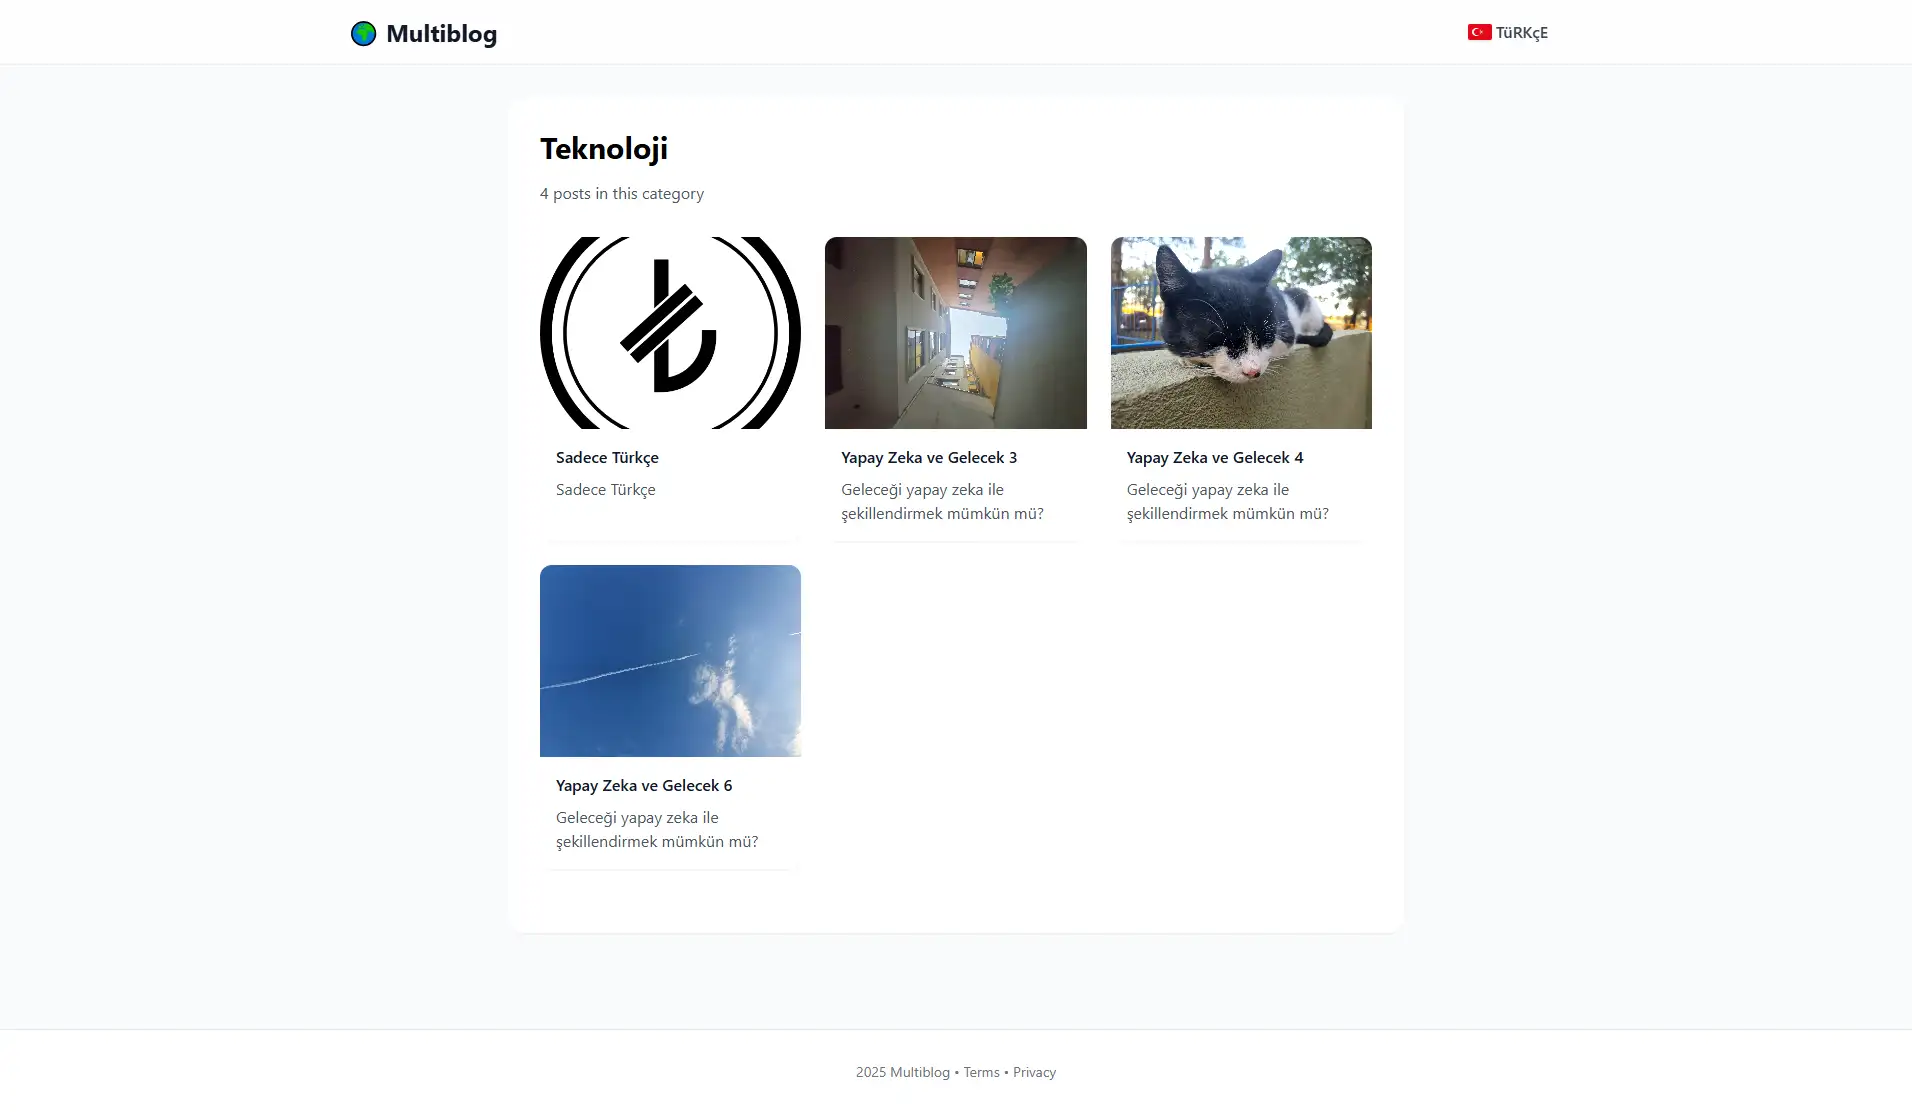 Multiblog
TüRKçE
Teknoloji
4 posts in this category
Sadece Türkçe
Sadece Türkçe
Yapay Zeka ve Gelecek 3
Geleceği yapay zeka ile
şekillendirmek mümkün mü?
Yapay Zeka ve Gelecek 4
Geleceği yapay zeka ile
şekillendirmek mümkün mü?
Yapay Zeka ve Gelecek 6
Geleceği yapay zeka ile
şekillendirmek mümkün mü?
2025 Multiblog • Terms • Privacy